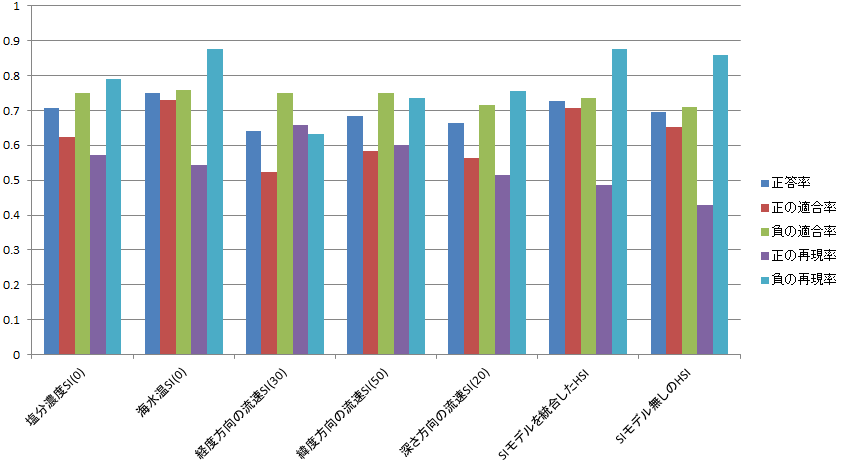 1
0.9
0.8
0.7
0.6
0.5
0.4
0.3
0.2
0.1
0
塩分濃度SI(0)
海水温SI(0)
経度方向の流速SI(30)
緯度方向の流速SI(50)
深さ方向の流速SI(20)
SIモデルを統合したHSI
SIモデル無しのHSI
正答率
正の適合率
負の適合率
正の再現率
負の再現率